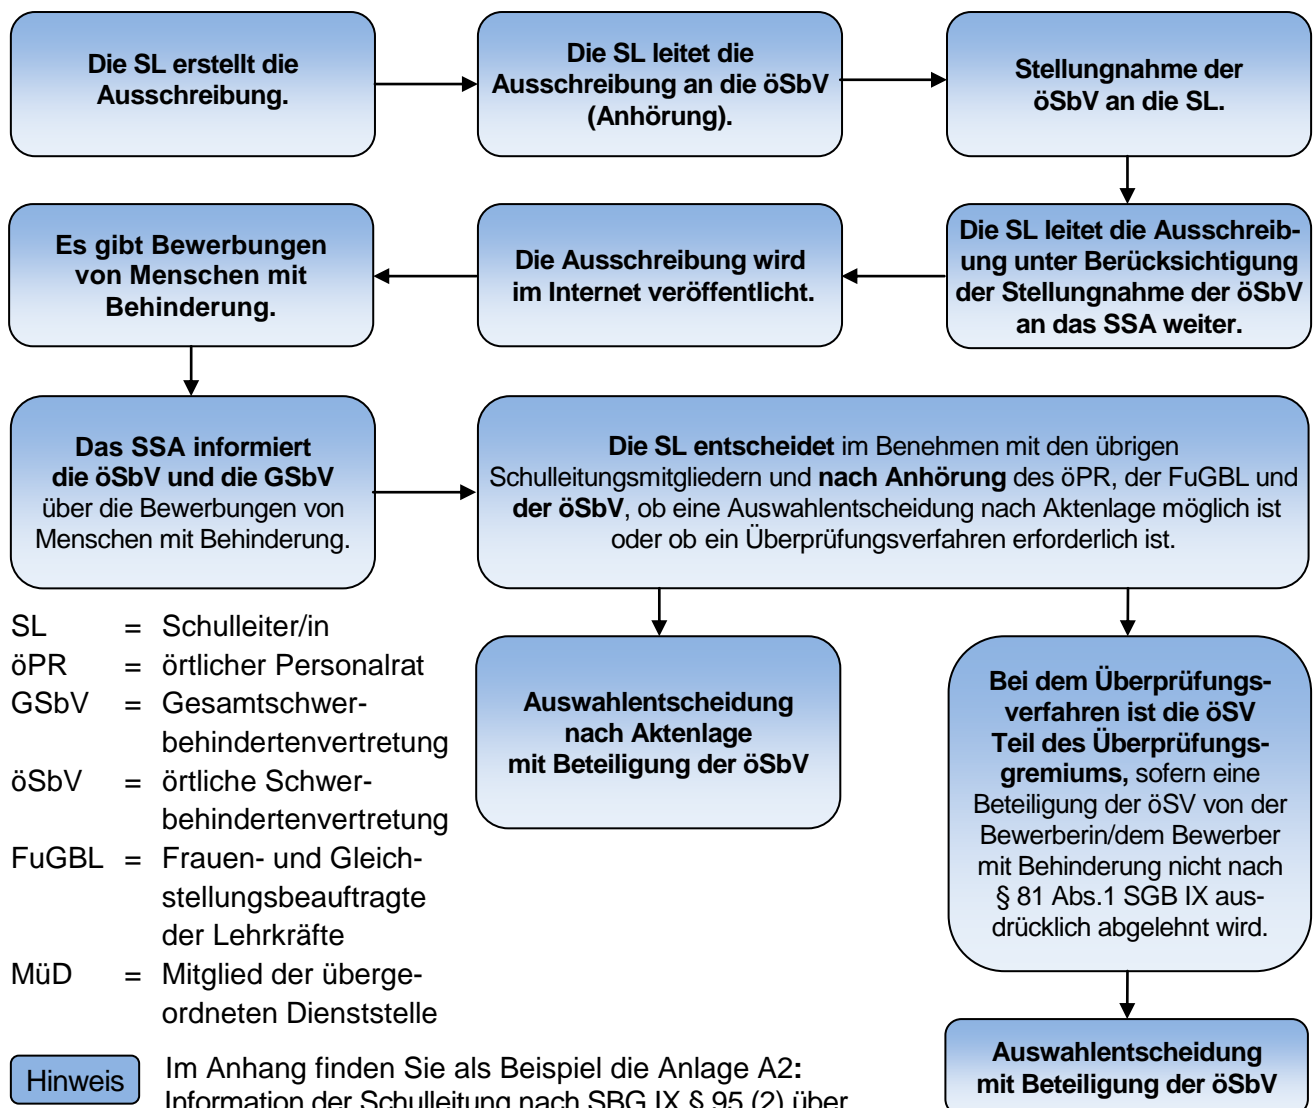 Die SL erstellt die
Ausschreibung.
Die SL leitet die
Ausschreibung an die öSbV
(Anhörung).
Stellungnahme der
öSbV an die SL.
Die SL leitet die Ausschreib-
ung unter Berücksichtigung
der Stellungnahme der öSbV
an das SSA weiter.
Die Ausschreibung wird
im Internet veröffentlicht.
Es gibt Bewerbungen
von Menschen mit
Behinderung.
Das SSA informiert
die öSbV und die GSbV
über die Bewerbungen von
Menschen mit Behinderung.
Die SL entscheidet im Benehmen mit den übrigen
Schulleitungsmitgliedern und nach Anhörung des öPR, der FuGBL und
der öSbV, ob eine Auswahlentscheidung nach Aktenlage möglich ist
oder ob ein Überprüfungsverfahren erforderlich ist.
Auswahlentscheidung
nach Aktenlage
mit Beteiligung der öSbV
Bei dem Überprüfungs-
verfahren ist die öSV
Teil des Überprüfungs-
gremiums, sofern eine
Beteiligung der öSV von der
Bewerberin/dem Bewerber
mit Behinderung nicht nach
§ 81 Abs.1 SGB IX aus-
drücklich abgelehnt wird.
Auswahlentscheidung
mit Beteiligung der öSbV
SL = Schulleiter/in
öPR = örtlicher Personalrat
GSbV = Gesamtschwer-
behindertenvertretung
öSbV = örtliche Schwer-
behindertenvertretung
FuGBL = Frauen- und Gleich-
stellungsbeauftragte
der Lehrkräfte
MüD = Mitglied der überge-
ordneten Dienststelle
Hinweis Im Anhang finden Sie als Beispiel die Anlage A2:
Information der Schulleitung nach SBG IX § 95 (2) über